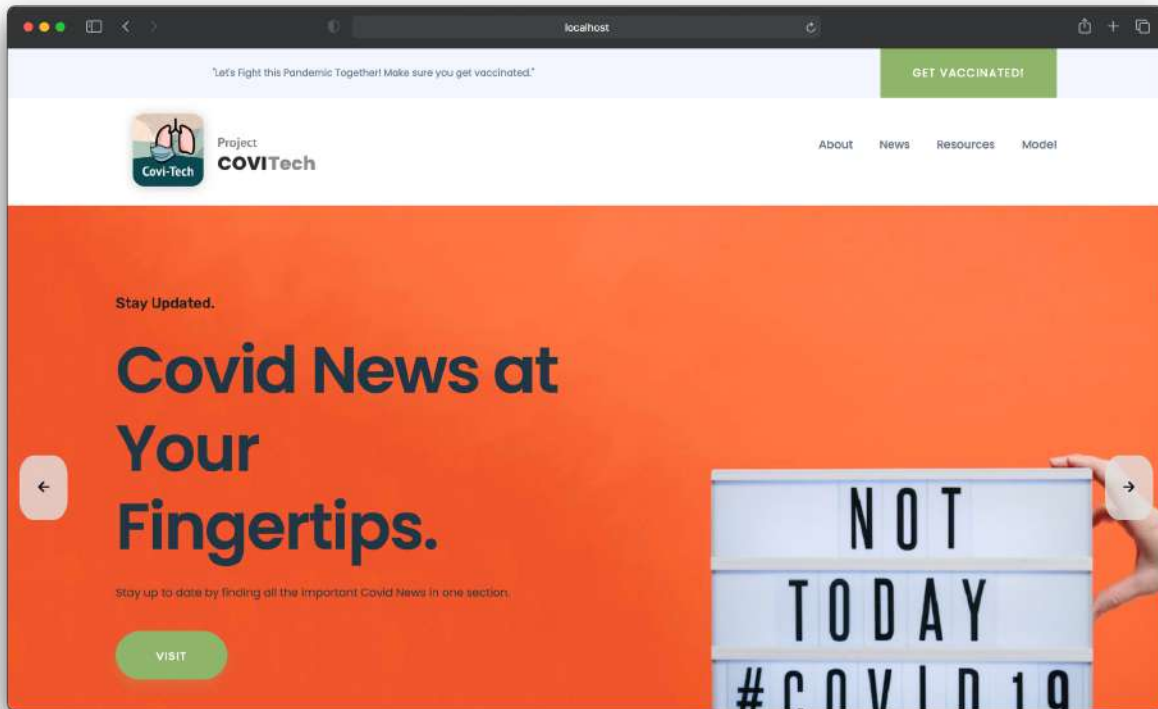 localhost
"Let's Fight this Pandemic Together! Make sure you get vaccinated."
GET VACCINATED!
Covi-Tech
Project
COVITech
About News Resources Model
Stay Updated.
Covid News at
Your
Fingertips.
Stay up to date by finding all the important Covid News in one section.
VISIT
NOT
TODAY
#COVID19